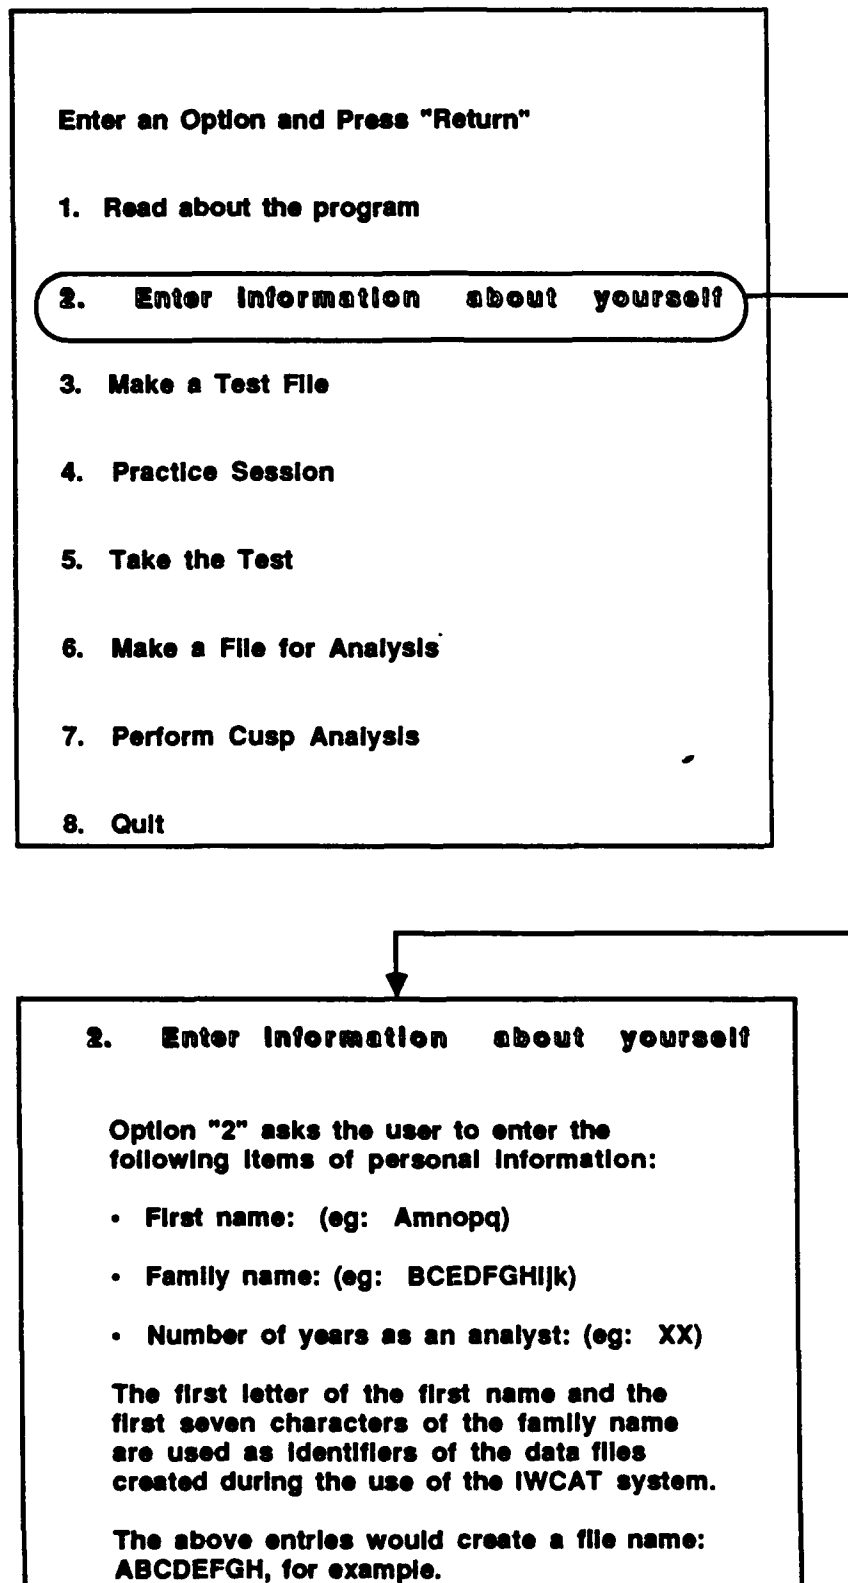 Enter an Option and Press "Return"
1. Read about the program
2. Enter Information about yourself
3. Make a Test File
4. Practice Session
5. Take the Test
6. Make a File for Analysis
7. Perform Cusp Analysis
8. Quit
2. Enter Information about yourself
Option "2" asks the user to enter the
following items of personal information:
• First name: (eg: Amnopq)
• Family name: (eg: BCEDFGHIjk)
• Number of years as an analyst: (eg: XX)
The first letter of the first name and the
first seven characters of the family name
are used as identifiers of the data files
created during the use of the IWCAT system.
The above entries would create a file name:
ABCDEFGH, for example.